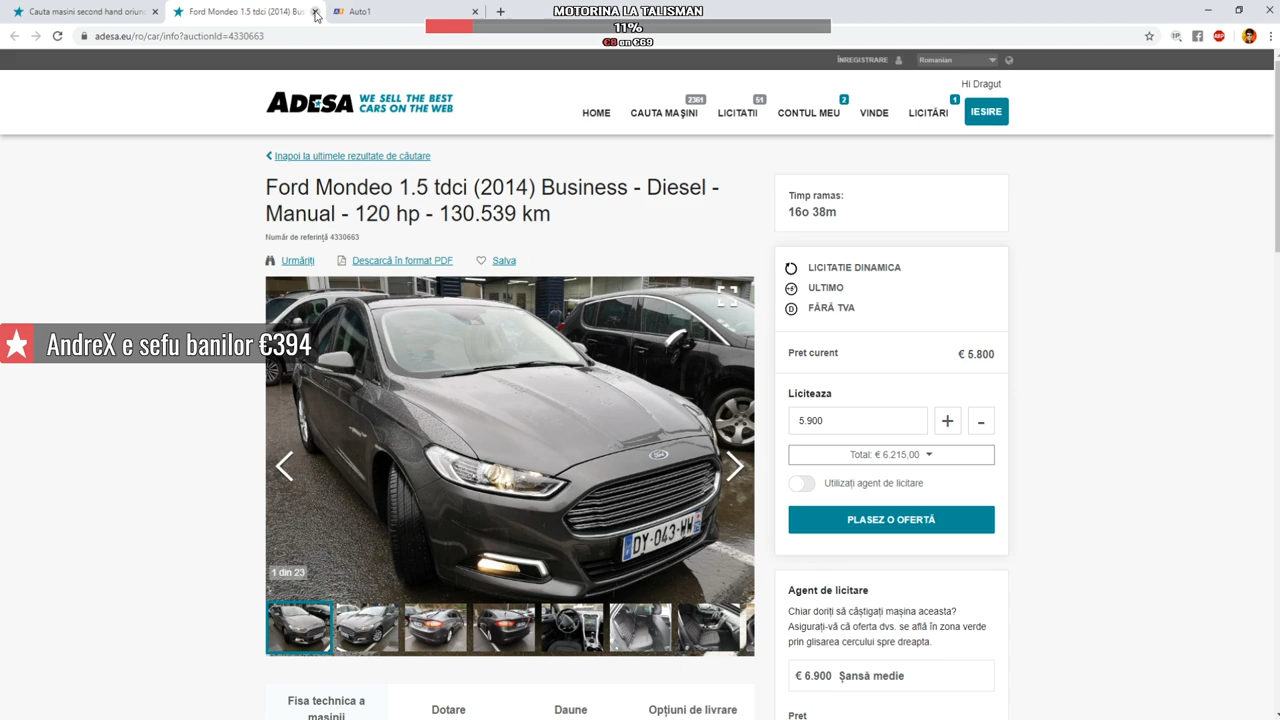 Cauta masini second hand oriun
Ford Mondeo 1.5 tdci (2014) Bus
Auto1
MOTORINA LA TALISMAN
11%
€8 an €69
adesa.eu/ro/car/info?auctionId=4330663
ABP
ÎNREGISTRARE
Romanian
Hi Dragut
ADESA WE SELL THE BEST
CARS ON THE WEB
2361
51
2
1
HOME
CAUTA MAȘINI
LICITATII
CONTUL MEU
VINDE
LICITĂRI
IESIRE
Inapoi la ultimele rezultate de căutare
Ford Mondeo 1.5 tdci (2014) Business - Diesel -
Manual - 120 hp - 130.539 km
Număr de referință 4330663
Urmăriți
Descarcă în format PDF
Salva
Timp ramas:
16o 38m
LICITATIE DINAMICA
ULTIMO
FĂRĂ TVA
Pret curent
€ 5.800
Liciteaza
5.900
+
-
Total: € 6.215,00
Utilizați agent de licitare
PLASEZ O OFERTĂ
AndreX e sefu banilor €394
Ford
DY-043-WW
1 din 23
Agent de licitare
Chiar doriți să câștigați mașina aceasta?
Asigurați-vă că oferta dvs. se află în zona verde
prin glisarea cercului spre dreapta.
€ 6.900 Șansă medie
Pret
Fisa technica a
masinii
Dotare
Daune
Opțiuni de livrare